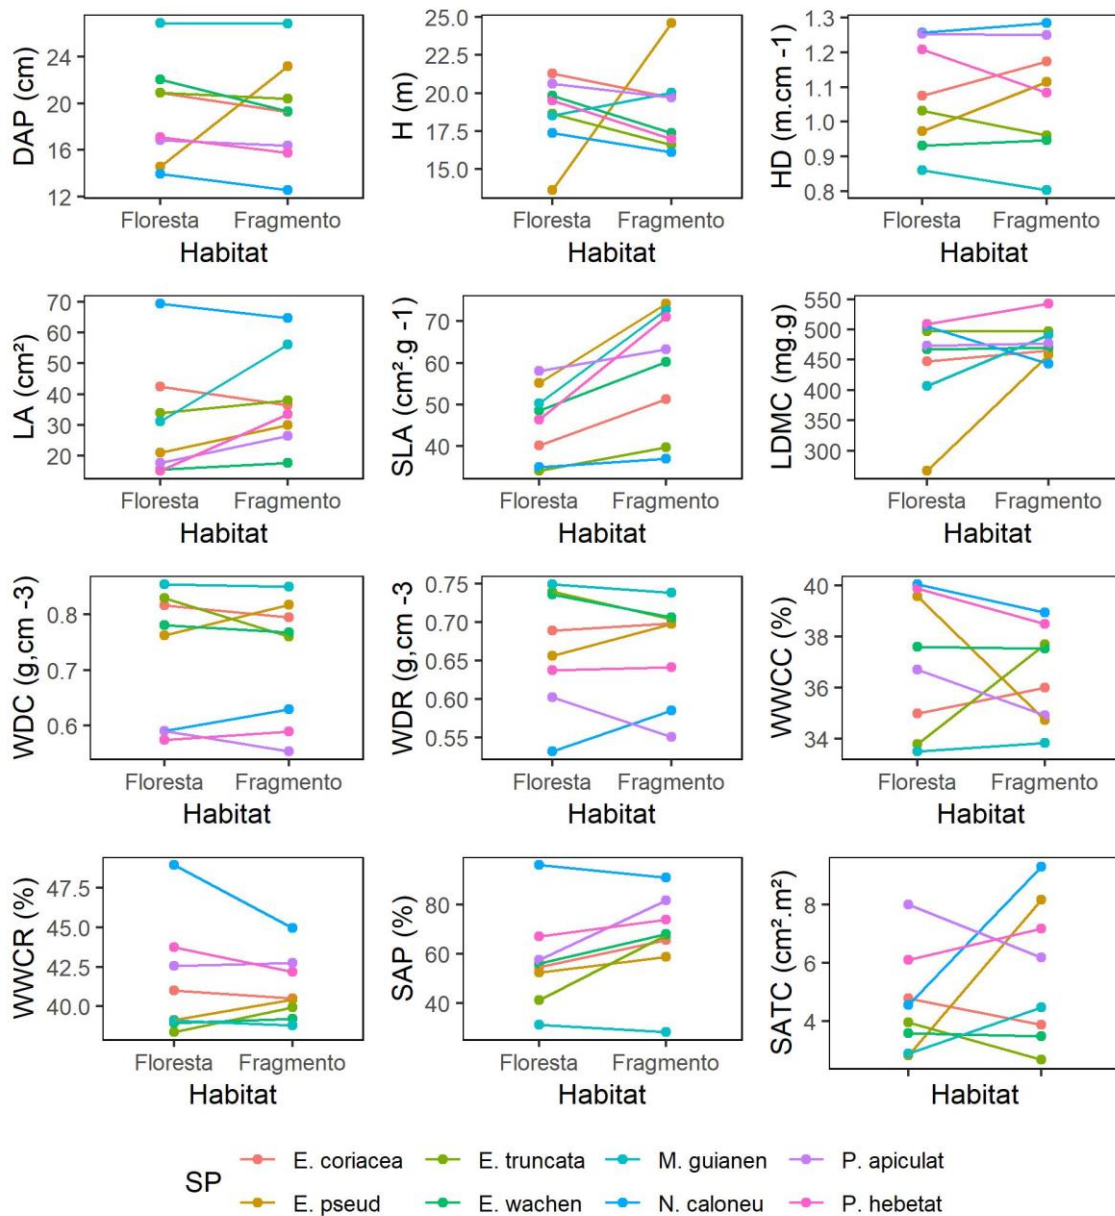 DAP (cm)
24
20
16
12
Floresta Fragmento
Habitat
H (m)
25.0
22.5
20.0
17.5
15.0
Floresta Fragmento
Habitat
HD (m.cm -1)
1.3
1.2
1.1
1.0
0.9
0.8
Floresta Fragmento
Habitat
LA (cm²)
70
60
50
40
30
20
Floresta Fragmento
Habitat
SLA (cm².g -1)
70
60
50
40
Floresta Fragmento
Habitat
LDMC (mg.g)
550
500
450
400
350
300
Floresta Fragmento
Habitat
WDC (g,cm -3)
0.8
0.7
0.6
Floresta Fragmento
Habitat
WDR (g,cm -3
0.75
0.70
0.65
0.60
0.55
Floresta Fragmento
Habitat
WWCC (%)
40
38
36
34
Floresta Fragmento
Habitat
WWCR (%)
47.5
45.0
42.5
40.0
Floresta Fragmento
Habitat
SAP (%)
80
60
40
Floresta Fragmento
Habitat
SATC (cm².m²)
8
6
4
Habitat
SP
E. coriacea E. truncata M. guianen P. apiculat
E. pseud E. wachen N. caloneu P. hebetat